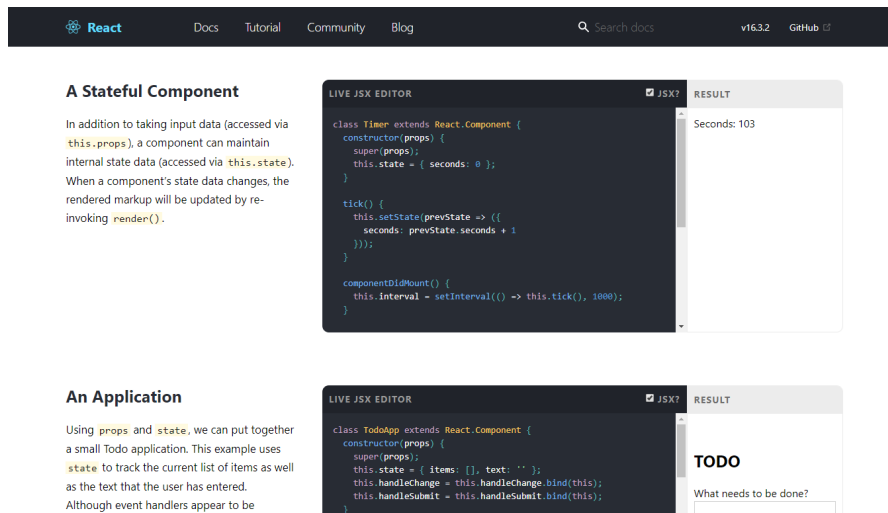 React Docs Tutorial Community Blog Search docs v16.3.2 GitHub
A Stateful Component
In addition to taking input data (accessed via
this.props), a component can maintain
internal state data (accessed via this.state).
When a component's state data changes, the
rendered markup will be updated by re-
invoking render().
LIVE JSX EDITOR JSX?
class Timer extends React.Component {
  constructor(props) {
    super(props);
    this.state = { seconds: 0 };
  }
  tick() {
    this.setState(prevState => ({
      seconds: prevState.seconds + 1
    }));
  }
  componentDidMount() {
    this.interval = setInterval(() => this.tick(), 1000);
  }
RESULT
Seconds: 103
An Application
Using props and state, we can put together
a small Todo application. This example uses
state to track the current list of items as well
as the text that the user has entered.
Although event handlers appear to be
LIVE JSX EDITOR JSX?
class TodoApp extends React.Component {
  constructor(props) {
    super(props);
    this.state = { items: [], text: '' };
    this.handleChange = this.handleChange.bind(this);
    this.handleSubmit = this.handleSubmit.bind(this);
  }
RESULT
TODO
What needs to be done?